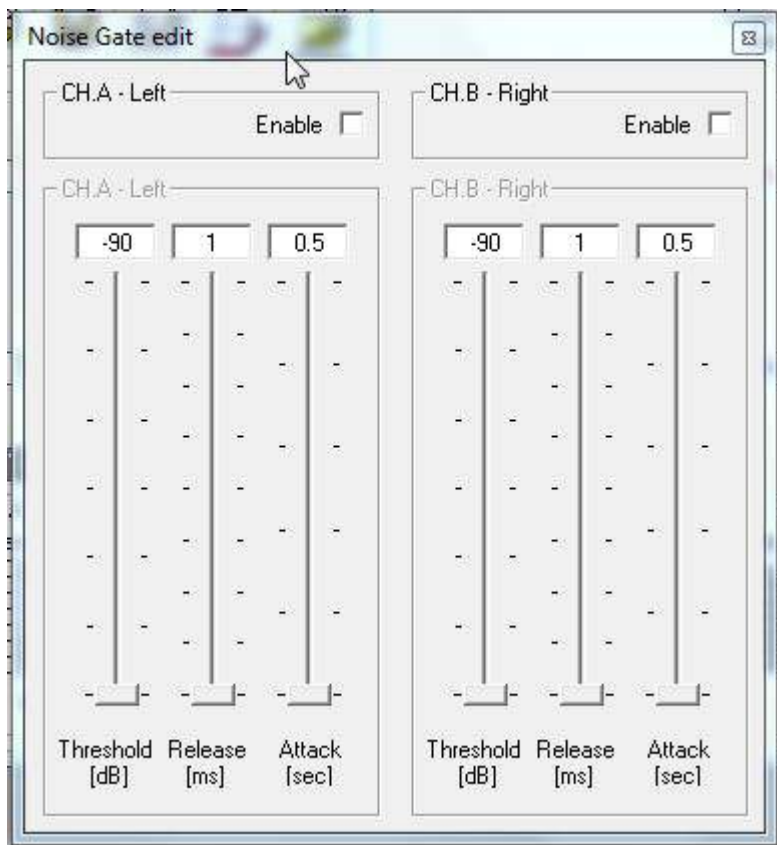 Noise Gate edit
CH.A - Left
Enable
CH.B - Right
Enable
CH.A - Left
-90 1 0.5
Threshold Release Attack
[dB] [ms] [sec]
CH.B - Right
-90 1 0.5
Threshold Release Attack
[dB] [ms] [sec]